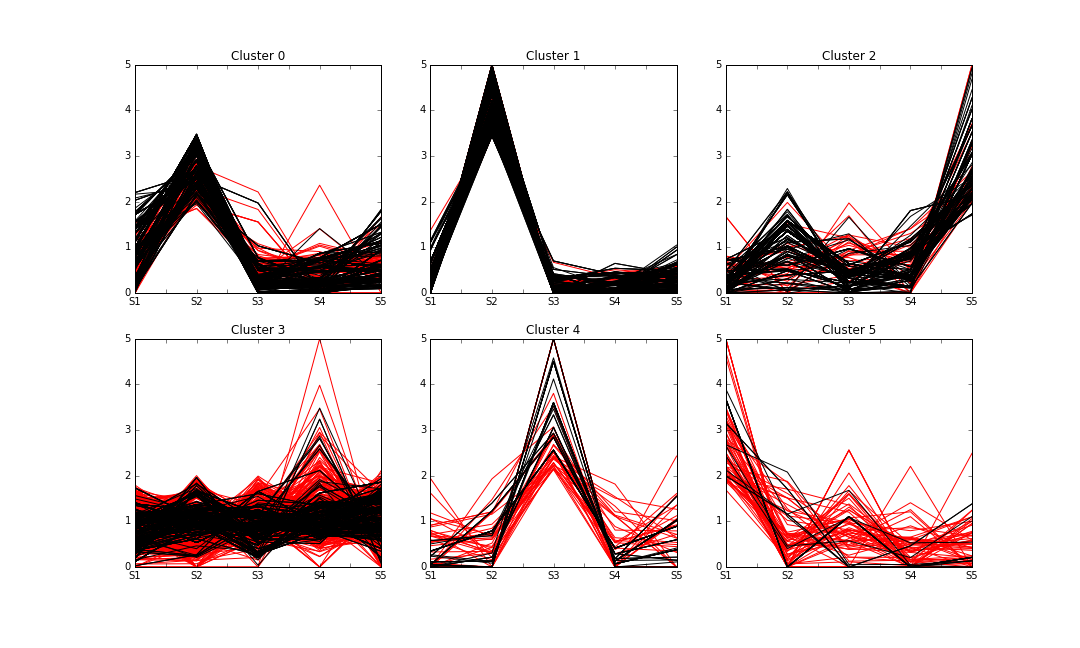 Cluster 0 Cluster 1 Cluster 2
5 5 5
4 4 4
3 3 3
2 2 2
1 1 1
0 0 0
S1 S2 S3 S4 S5 S1 S2 S3 S4 S5 S1 S2 S3 S4 S5
Cluster 3 Cluster 4 Cluster 5
5 5 5
4 4 4
3 3 3
2 2 2
1 1 1
0 0 0
S1 S2 S3 S4 S5 S1 S2 S3 S4 S5 S1 S2 S3 S4 S5